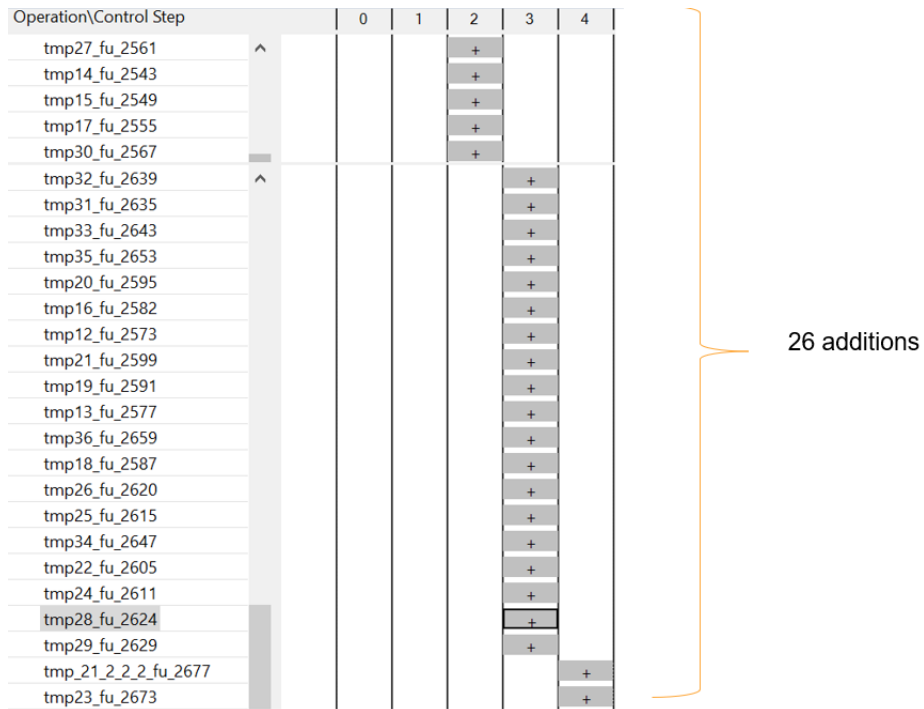 Operation\Control Step 0 1 2 3 4
tmp27_fu_2561 +
tmp14_fu_2543 +
tmp15_fu_2549 +
tmp17_fu_2555 +
tmp30_fu_2567 +
tmp32_fu_2639 +
tmp31_fu_2635 +
tmp33_fu_2643 +
tmp35_fu_2653 +
tmp20_fu_2595 +
tmp16_fu_2582 +
tmp12_fu_2573 +
tmp21_fu_2599 +
26 additions
tmp19_fu_2591 +
tmp13_fu_2577 +
tmp36_fu_2659 +
tmp18_fu_2587 +
tmp26_fu_2620 +
tmp25_fu_2615 +
tmp34_fu_2647 +
tmp22_fu_2605 +
tmp24_fu_2611 +
tmp28_fu_2624 +
tmp29_fu_2629 +
tmp_21_2_2_2_fu_2677 +
tmp23_fu_2673 +